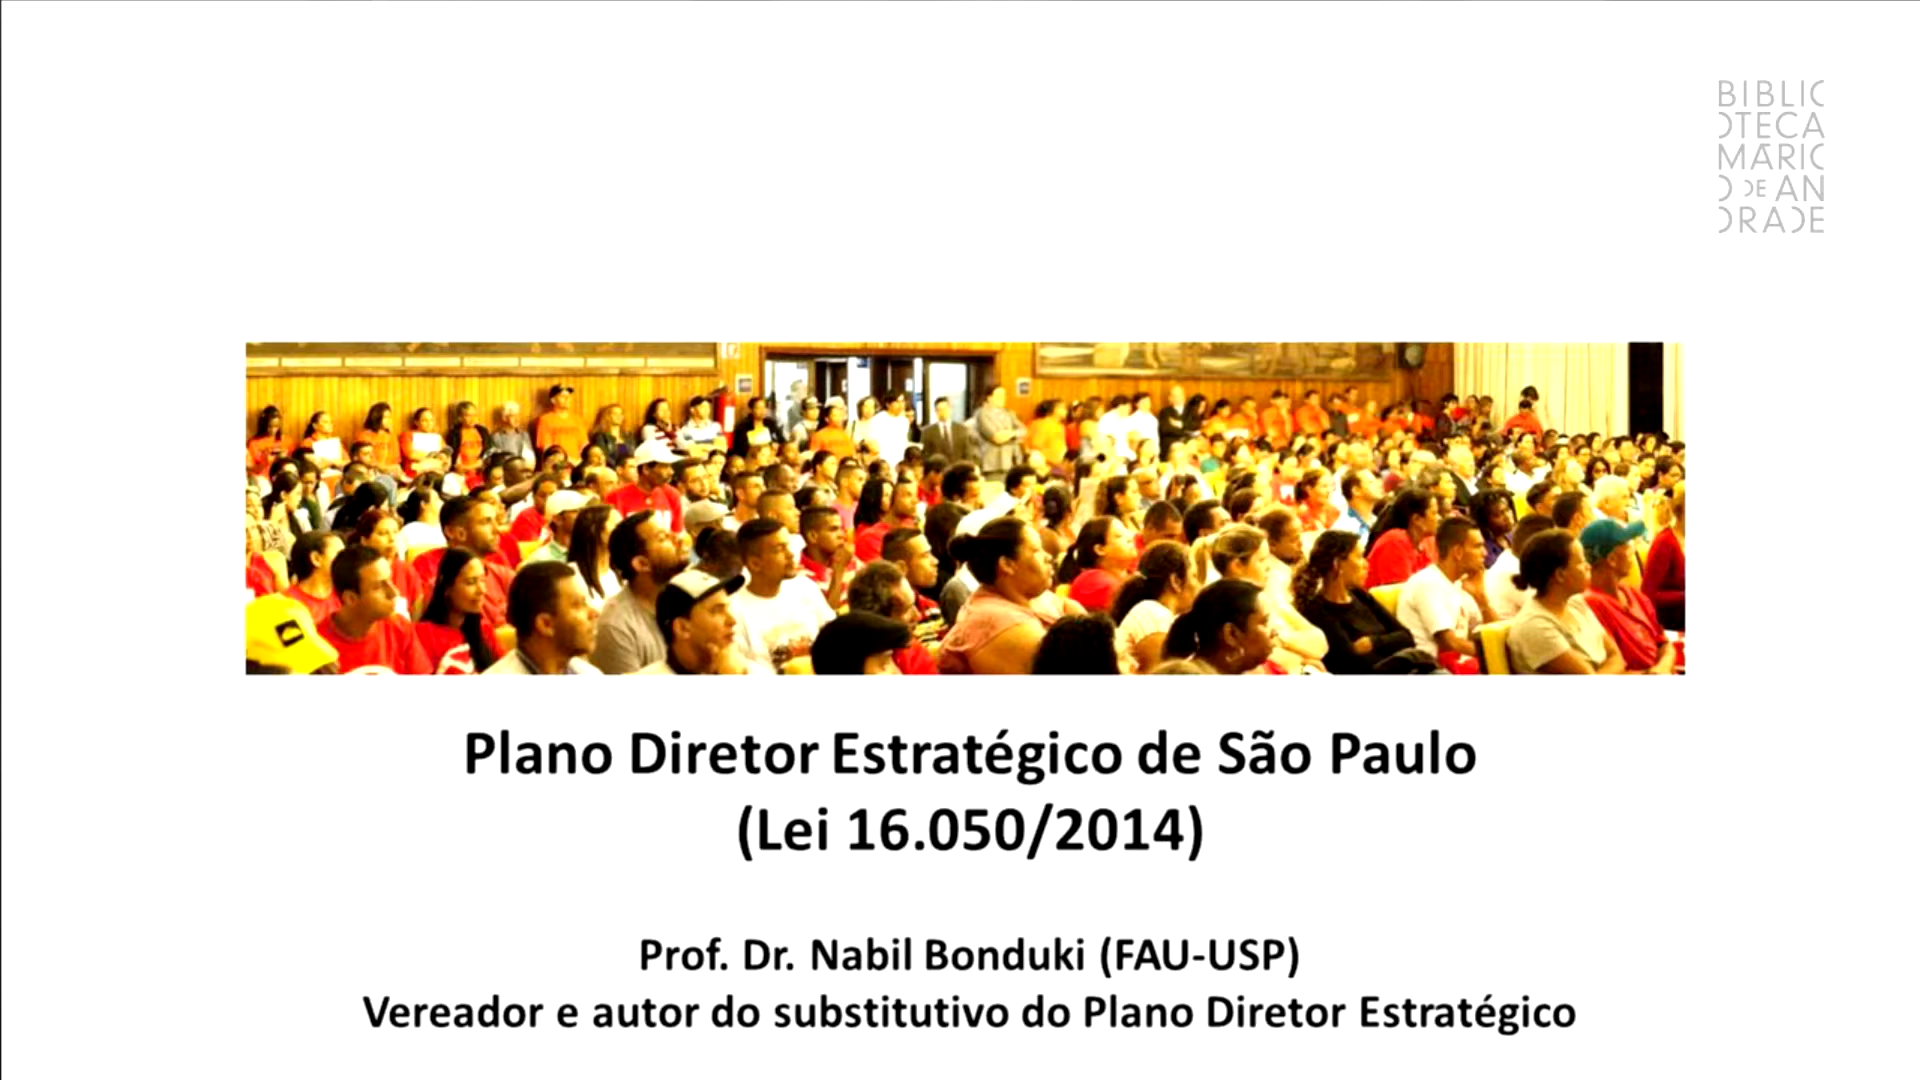 BIBLIO
OTECA
MÁRIO
O DE AN
DRADE
Plano Diretor Estratégico de São Paulo
(Lei 16.050/2014)
Prof. Dr. Nabil Bonduki (FAU-USP)
Vereador e autor do substitutivo do Plano Diretor Estratégico